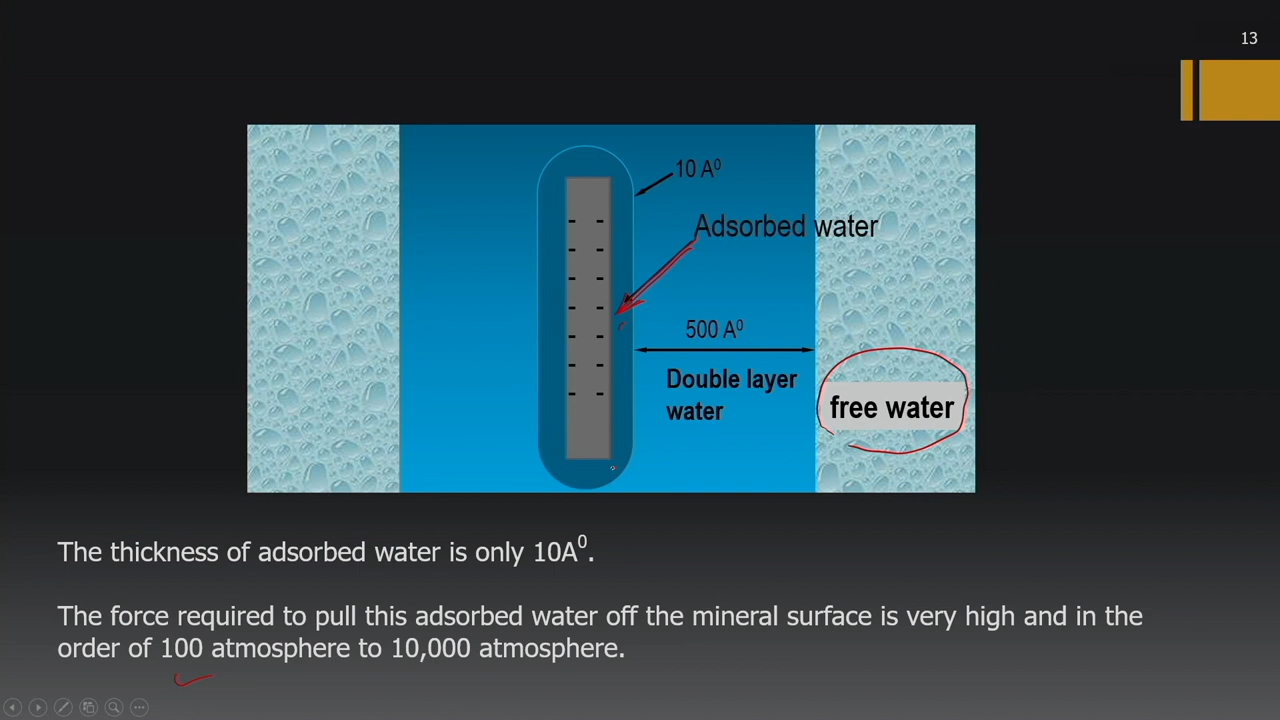 13
10 A⁰
Adsorbed water
500 A⁰
Double layer
water
free water
The thickness of adsorbed water is only 10A⁰.
The force required to pull this adsorbed water off the mineral surface is very high and in the
order of 100 atmosphere to 10,000 atmosphere.